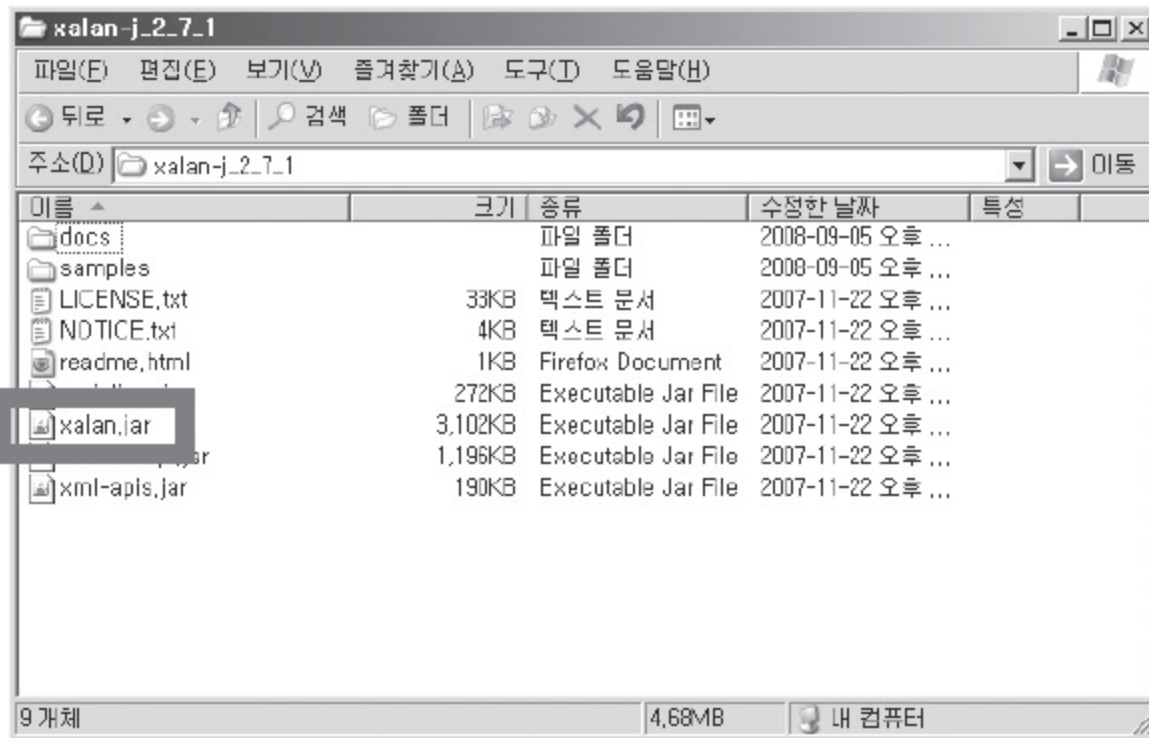 xalan-j_2_7_1
파일(F) 편집(E) 보기(V) 즐겨찾기(A) 도구(T) 도움말(H)
뒤로 검색 폴더
주소(D) xalan-j_2_7_1 이동
이름 크기 종류 수정한 날짜 특성
docs 파일 폴더 2008-09-05 오후 ...
samples 파일 폴더 2008-09-05 오후 ...
LICENSE.txt 33KB 텍스트 문서 2007-11-22 오후 ...
NOTICE.txt 4KB 텍스트 문서 2007-11-22 오후 ...
readme.html 1KB Firefox Document 2007-11-22 오후 ...
272KB Executable Jar File 2007-11-22 오후 ...
xalan.jar 3,102KB Executable Jar File 2007-11-22 오후 ...
1,196KB Executable Jar File 2007-11-22 오후 ...
xml-apis.jar 190KB Executable Jar File 2007-11-22 오후 ...
9개체 4.68MB 내 컴퓨터